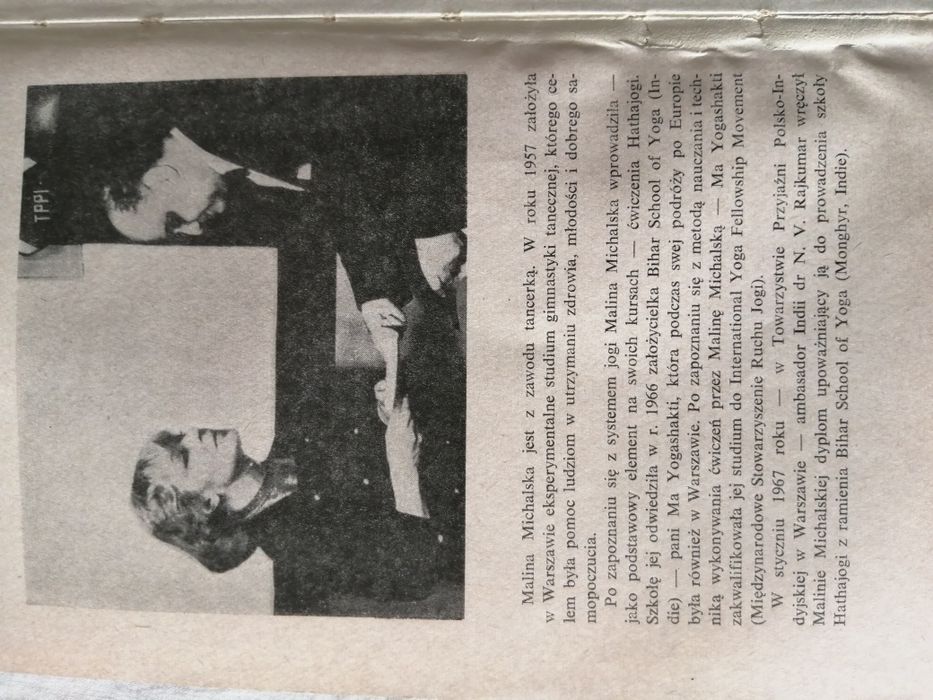 TPPI
Malina Michalska jest z zawodu tancerką. W roku 1957 założyła
w Warszawie eksperymentalne studium gimnastyki tanecznej, którego ce-
lem była pomoc ludziom w utrzymaniu zdrowia, młodości i dobrego sa-
mopoczucia.
Po zapoznaniu się z systemem jogi Malina Michalska wprowadziła —
jako podstawowy element na swoich kursach — ćwiczenia Hathajogi.
Szkołę jej odwiedziła w r. 1966 założycielka Bihar School of Yoga (In-
die) — pani Ma Yogashakti, która podczas swej podróży po Europie
była również w Warszawie. Po zapoznaniu się z metodą nauczania i tech-
niką wykonywania ćwiczeń przez Malinę Michalską — Ma Yogashakti
zakwalifikowała jej studium do International Yoga Fellowship Movement
(Międzynarodowe Stowarzyszenie Ruchu Jogi).
W styczniu 1967 roku — w Towarzystwie Przyjaźni Polsko-In-
dyjskiej w Warszawie — ambasador Indii dr N. V. Rajkumar wręczył
Malinie Michalskiej dyplom upoważniający ją do prowadzenia szkoły
Hathajogi z ramienia Bihar School of Yoga (Monghyr, Indie).